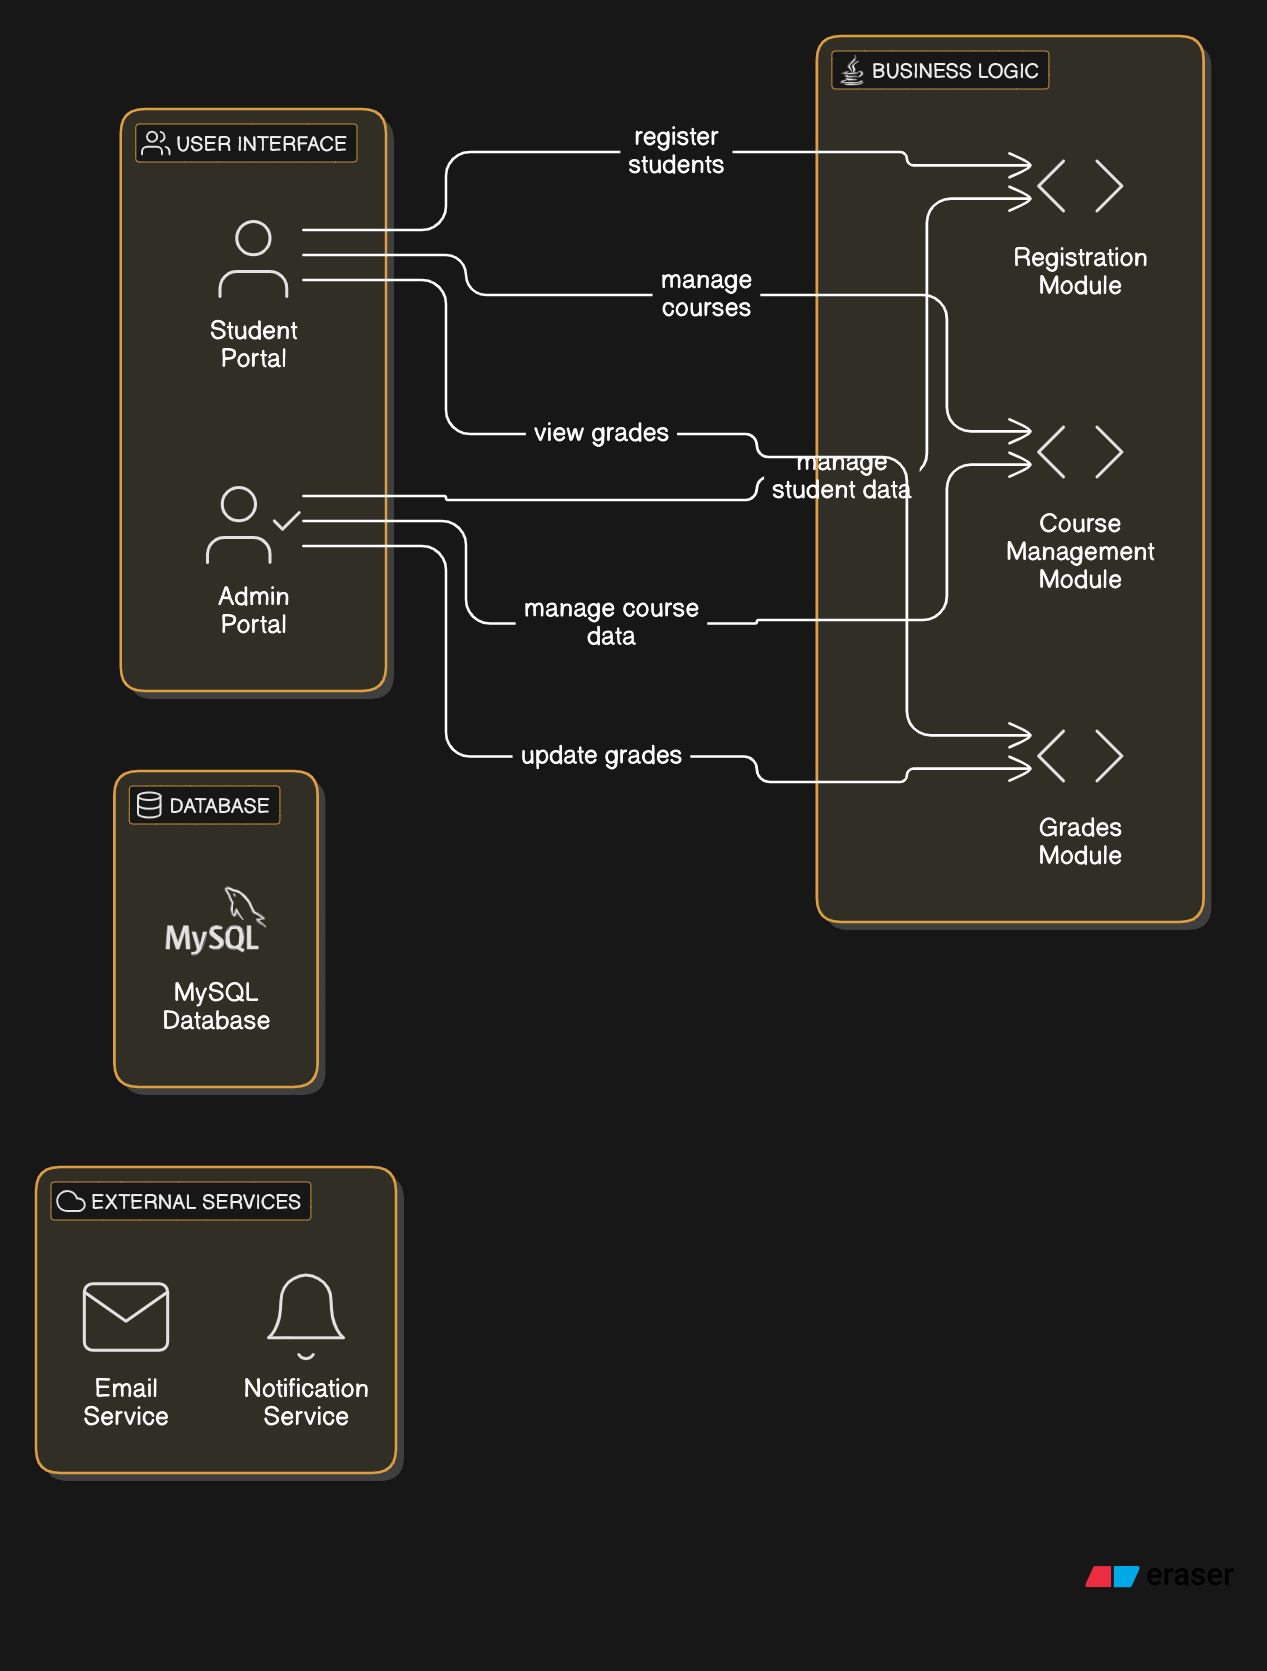 BUSINESS LOGIC
USER INTERFACE
register
students
Registration
Module
manage
courses
Student
Portal
view grades
manage
student data
Course
Management
Module
Admin
Portal
manage course
data
update grades
Grades
Module
DATABASE
MySQL
MySQL
Database
EXTERNAL SERVICES
Email
Service
Notification
Service
eraser